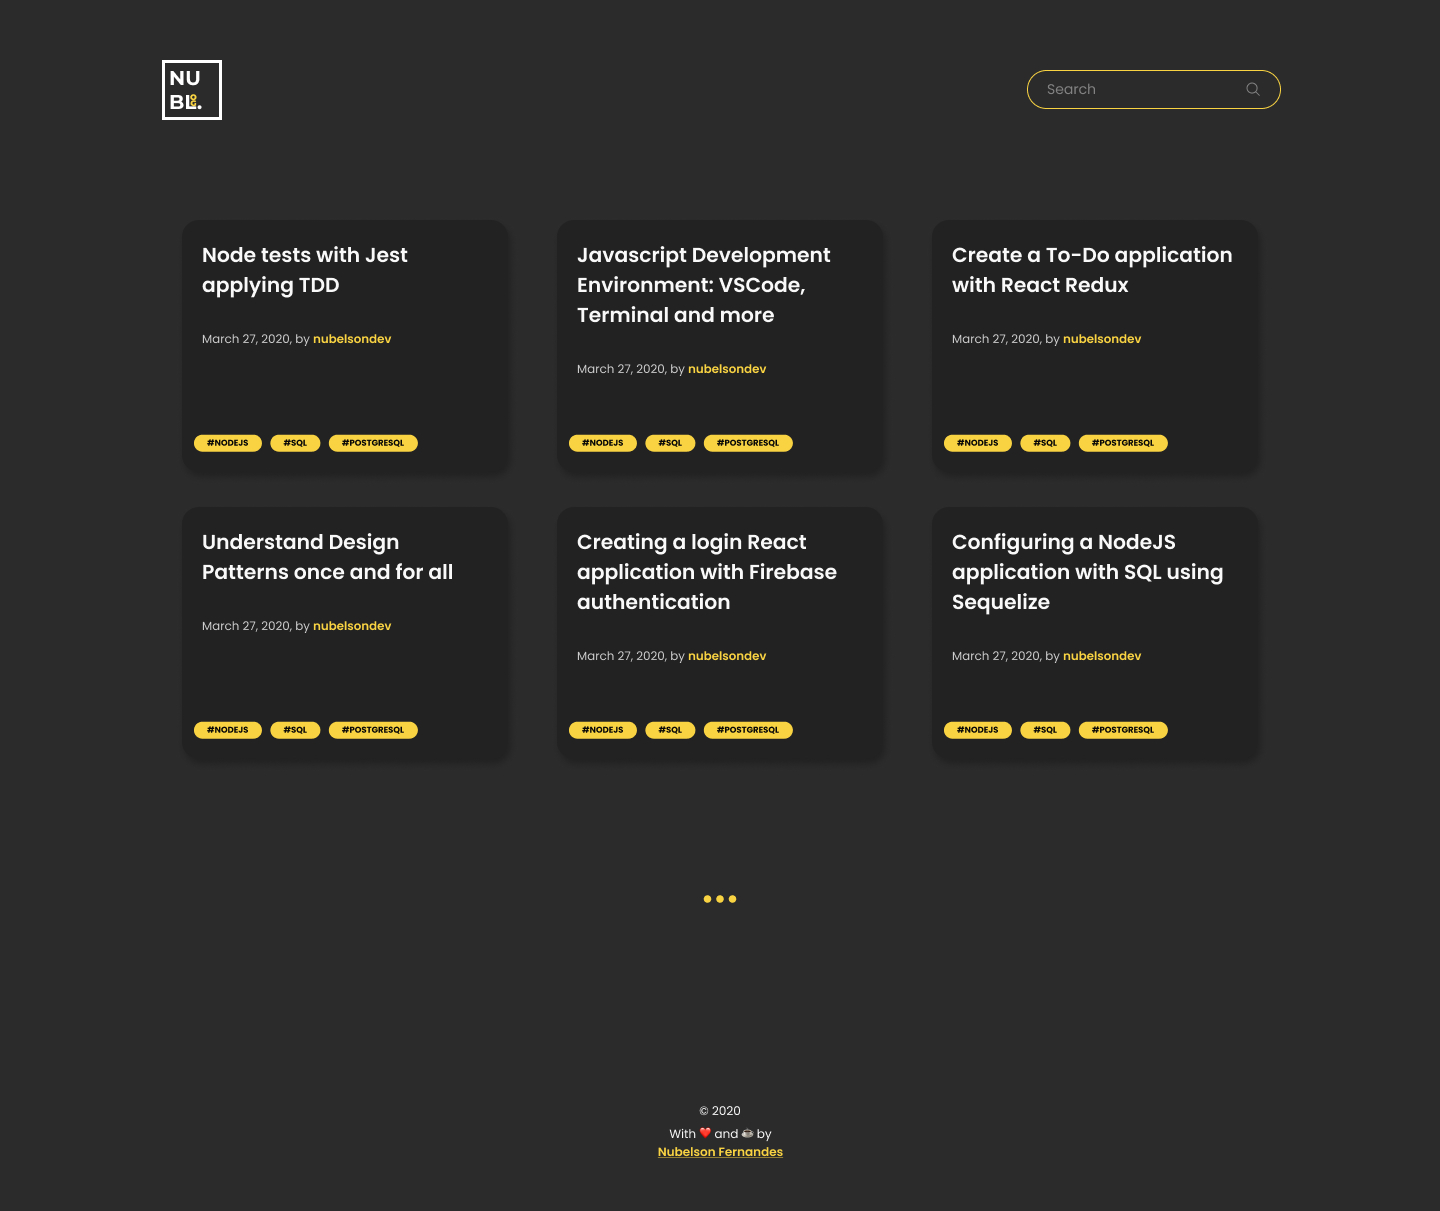 NU
BL.
Search
Node tests with Jest
applying TDD
March 27, 2020, by nubelsondev
#NODEJS #SQL #POSTGRESQL
Javascript Development
Environment: VSCode,
Terminal and more
March 27, 2020, by nubelsondev
#NODEJS #SQL #POSTGRESQL
Create a To-Do application
with React Redux
March 27, 2020, by nubelsondev
#NODEJS #SQL #POSTGRESQL
Understand Design
Patterns once and for all
March 27, 2020, by nubelsondev
#NODEJS #SQL #POSTGRESQL
Creating a login React
application with Firebase
authentication
March 27, 2020, by nubelsondev
#NODEJS #SQL #POSTGRESQL
Configuring a NodeJS
application with SQL using
Sequelize
March 27, 2020, by nubelsondev
#NODEJS #SQL #POSTGRESQL
© 2020
With ❤️ and ☕ by
Nubelson Fernandes